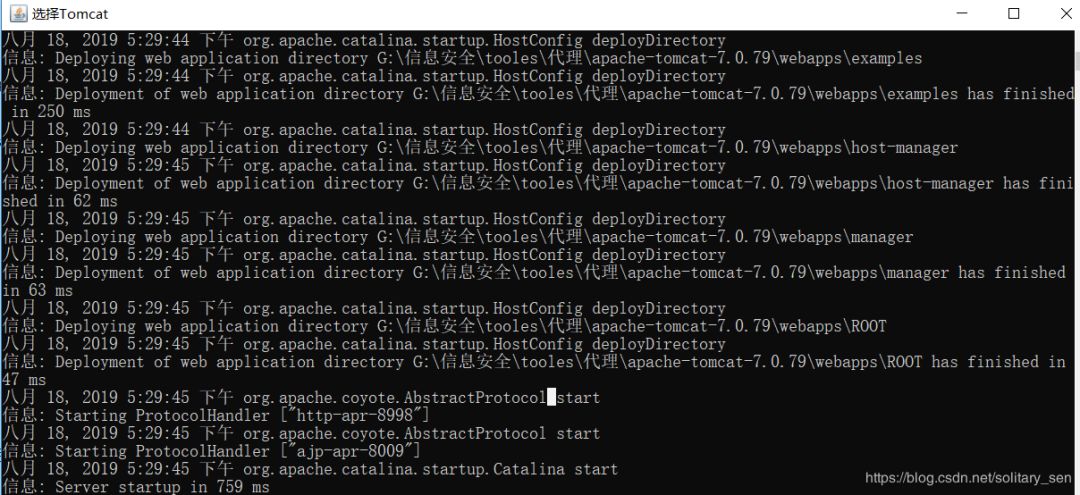 选择Tomcat
八月 18, 2019 5:29:44 下午 org.apache.catalina.startup.HostConfig deployDirectory
信息: Deploying web application directory G:\信息安全\tooles\代理\apache-tomcat-7.0.79\webapps\examples
八月 18, 2019 5:29:44 下午 org.apache.catalina.startup.HostConfig deployDirectory
信息: Deployment of web application directory G:\信息安全\tooles\代理\apache-tomcat-7.0.79\webapps\examples has finished
in 250 ms
八月 18, 2019 5:29:44 下午 org.apache.catalina.startup.HostConfig deployDirectory
信息: Deploying web application directory G:\信息安全\tooles\代理\apache-tomcat-7.0.79\webapps\host-manager
八月 18, 2019 5:29:45 下午 org.apache.catalina.startup.HostConfig deployDirectory
信息: Deployment of web application directory G:\信息安全\tooles\代理\apache-tomcat-7.0.79\webapps\host-manager has fini
shed in 62 ms
八月 18, 2019 5:29:45 下午 org.apache.catalina.startup.HostConfig deployDirectory
信息: Deploying web application directory G:\信息安全\tooles\代理\apache-tomcat-7.0.79\webapps\manager
八月 18, 2019 5:29:45 下午 org.apache.catalina.startup.HostConfig deployDirectory
信息: Deployment of web application directory G:\信息安全\tooles\代理\apache-tomcat-7.0.79\webapps\manager has finished
in 63 ms
八月 18, 2019 5:29:45 下午 org.apache.catalina.startup.HostConfig deployDirectory
信息: Deploying web application directory G:\信息安全\tooles\代理\apache-tomcat-7.0.79\webapps\ROOT
八月 18, 2019 5:29:45 下午 org.apache.catalina.startup.HostConfig deployDirectory
信息: Deployment of web application directory G:\信息安全\tooles\代理\apache-tomcat-7.0.79\webapps\ROOT has finished in
47 ms
八月 18, 2019 5:29:45 下午 org.apache.coyote.AbstractProtocol start
信息: Starting ProtocolHandler ["http-apr-8998"]
八月 18, 2019 5:29:45 下午 org.apache.coyote.AbstractProtocol start
信息: Starting ProtocolHandler ["ajp-apr-8009"]
八月 18, 2019 5:29:45 下午 org.apache.catalina.startup.Catalina start
信息: Server startup in 759 ms
https://blog.csdn.net/solitary_sen